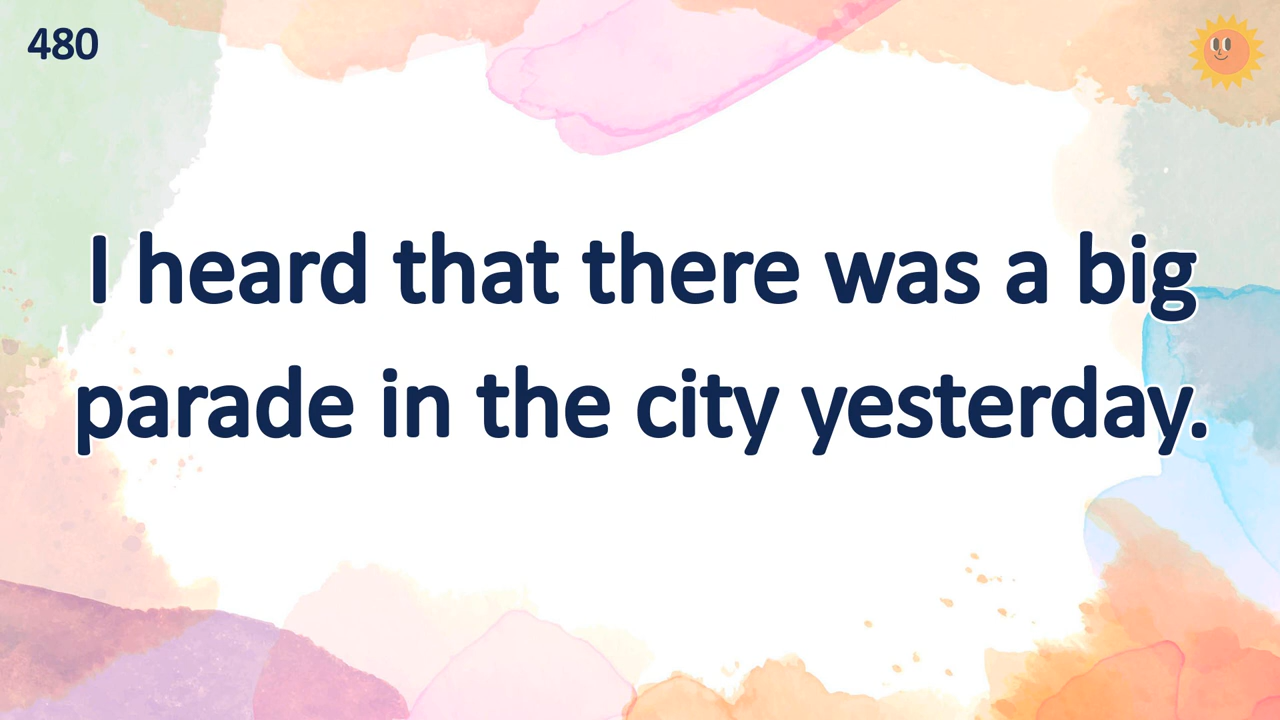 480
I heard that there was a big
parade in the city yesterday.